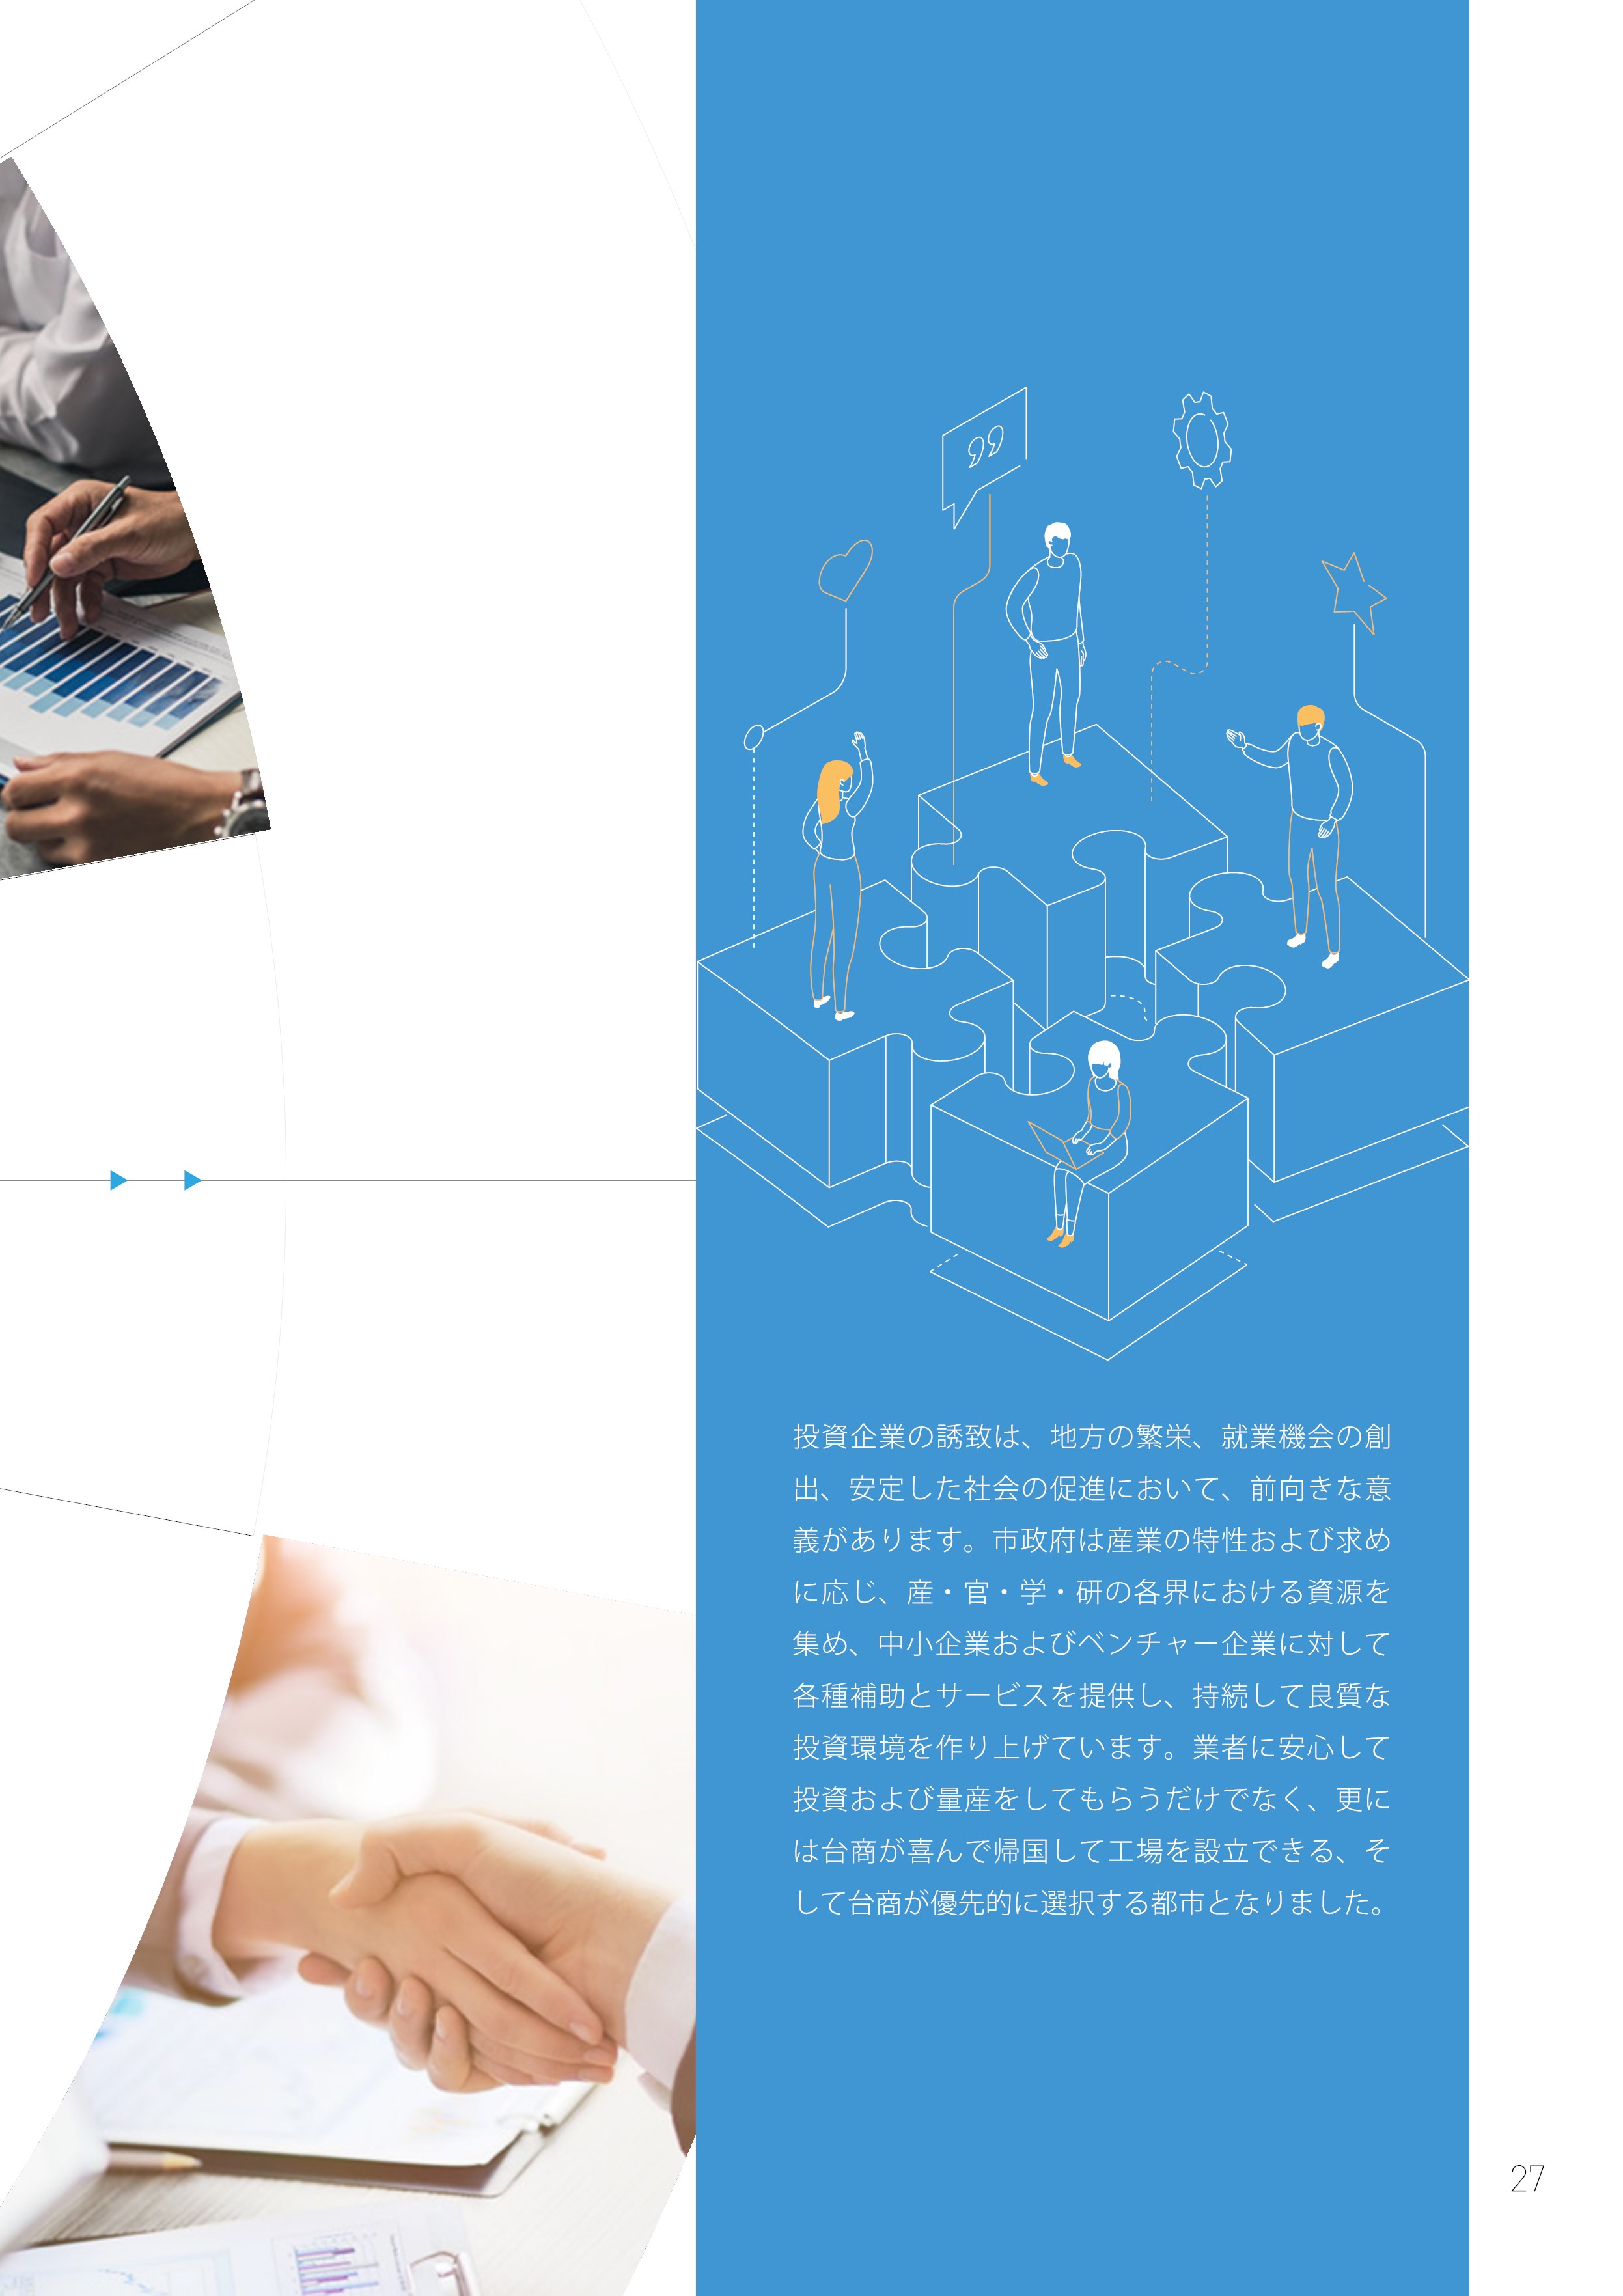 投資企業の誘致は、地方の繁栄、就業機会の創
出、安定した社会の促進において、前向きな意
義があります。市政府は産業の特性および求め
に応じ、産・官・学・研の各界における資源を
集め、中小企業およびベンチャー企業に対して
各種補助とサービスを提供し、持続して良質な
投資環境を作り上げています。業者に安心して
投資および量産をしてもらうだけでなく、更に
は台商が喜んで帰国して工場を設立できる、そ
して台商が優先的に選択する都市となりました。
27